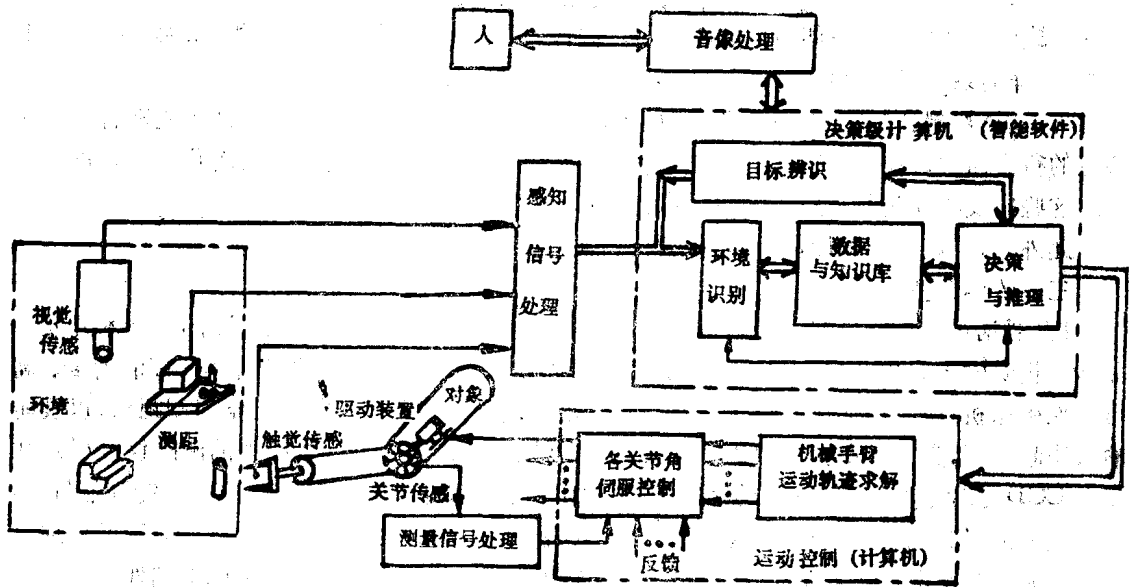 人
音像处理
决策级计算机 (智能软件)
目标辨识
感知
信号
处理
环境
识别
数据
与知识库
决策
与推理
视觉
传感
环境
测距
驱动装置
对象
触觉传感
关节传感
测量信号处理
各关节角
伺服控制
机械手臂
运动轨迹求解
反馈
运动控制 (计算机)